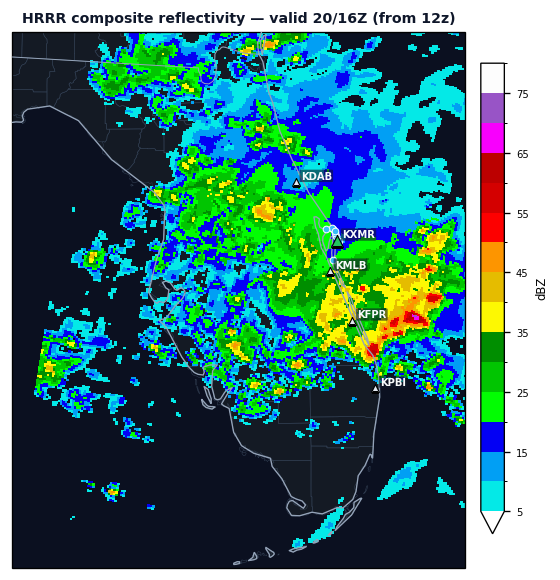 HRRR composite reflectivity — valid 20/16Z (from 12z)
KDAB
KXMR
KMLB
KFPR
KPBI
75
65
55
45
35
25
15
5
dBZ